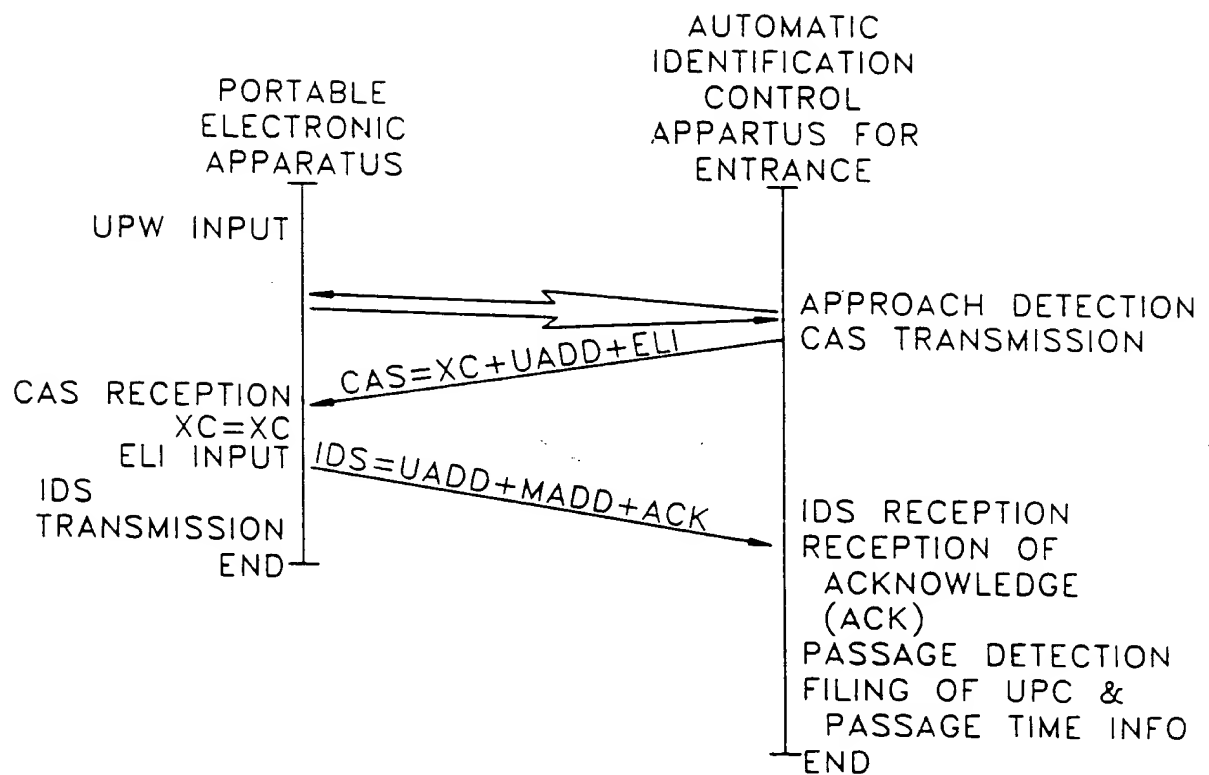 PORTABLE
ELECTRONIC
APPARATUS
AUTOMATIC
IDENTIFICATION
CONTROL
APPARTUS FOR
ENTRANCE
UPW INPUT
APPROACH DETECTION
CAS TRANSMISSION
CAS=XC+UADD+ELI
CAS RECEPTION
XC=XC
ELI INPUT
IDS=UADD+MADD+ACK
IDS
TRANSMISSION
END
IDS RECEPTION
RECEPTION OF
ACKNOWLEDGE
(ACK)
PASSAGE DETECTION
FILING OF UPC &
PASSAGE TIME INFO
END